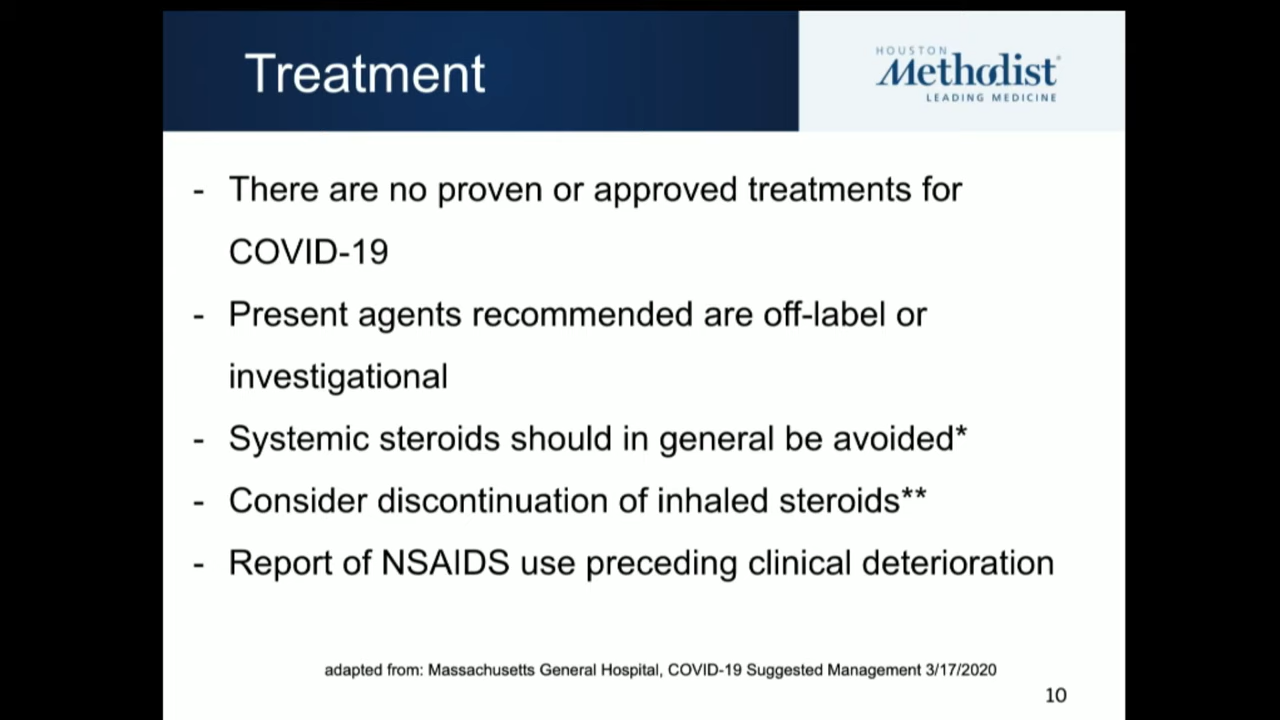 Treatment
HOUSTON
Methodist®
LEADING MEDICINE
- There are no proven or approved treatments for
COVID-19
- Present agents recommended are off-label or
investigational
- Systemic steroids should in general be avoided*
- Consider discontinuation of inhaled steroids**
- Report of NSAIDS use preceding clinical deterioration
adapted from: Massachusetts General Hospital, COVID-19 Suggested Management 3/17/2020
10